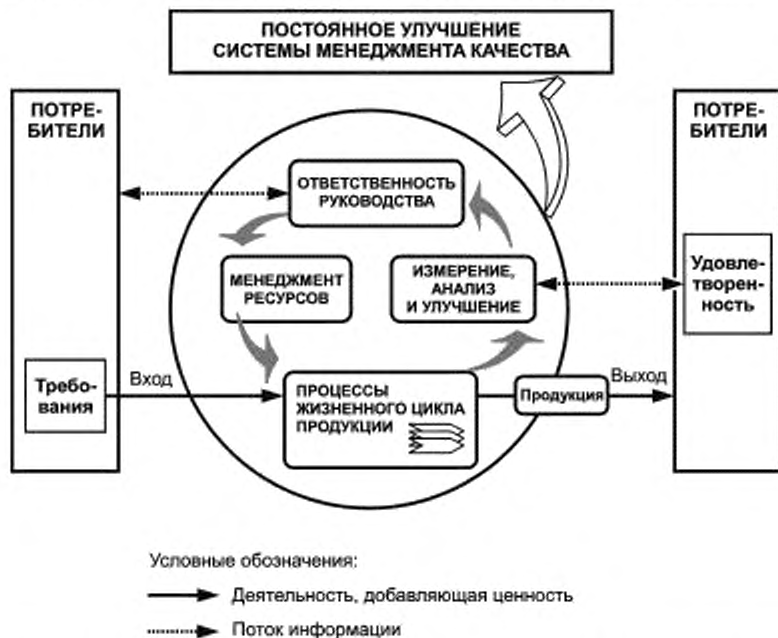 ПОСТОЯННОЕ УЛУЧШЕНИЕ
СИСТЕМЫ МЕНЕДЖМЕНТА КАЧЕСТВА
ПОТРЕ-
БИТЕЛИ
ПОТРЕ-
БИТЕЛИ
ОТВЕТСТВЕННОСТЬ
РУКОВОДСТВА
МЕНЕДЖМЕНТ
РЕСУРСОВ
ИЗМЕРЕНИЕ,
АНАЛИЗ
И УЛУЧШЕНИЕ
Удовле-
творен-
ность
Требо-
вания
Вход
ПРОЦЕССЫ
ЖИЗНЕННОГО ЦИКЛА
ПРОДУКЦИИ
Продукция
Выход
Условные обозначения:
Деятельность, добавляющая ценность
Поток информации